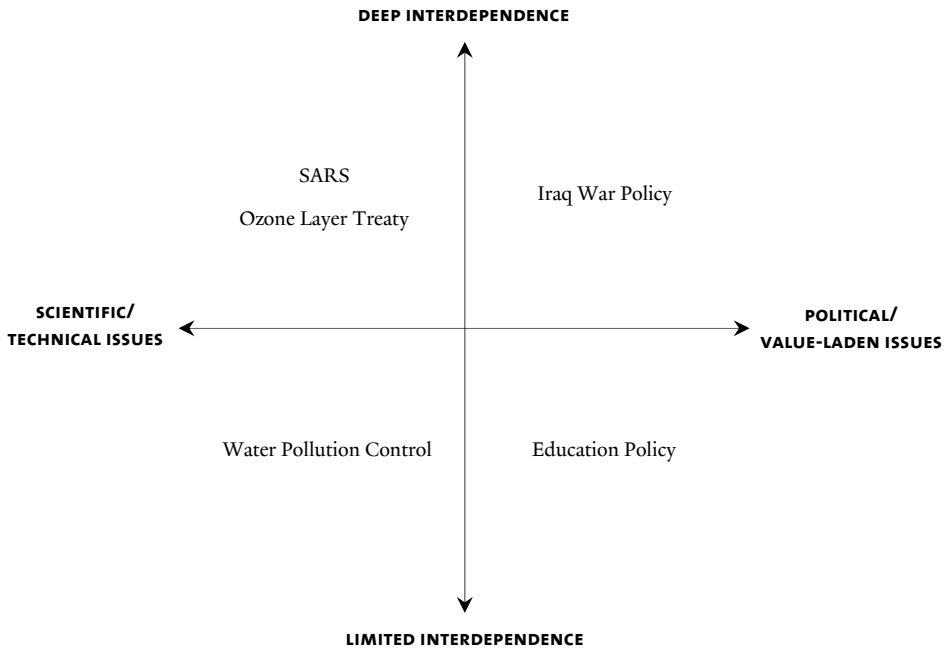 DEEP INTERDEPENDENCE
SARS
Iraq War Policy
Ozone Layer Treaty
SCIENTIFIC/
TECHNICAL ISSUES
POLITICAL/
VALUE-LADEN ISSUES
Water Pollution Control
Education Policy
LIMITED INTERDEPENDENCE